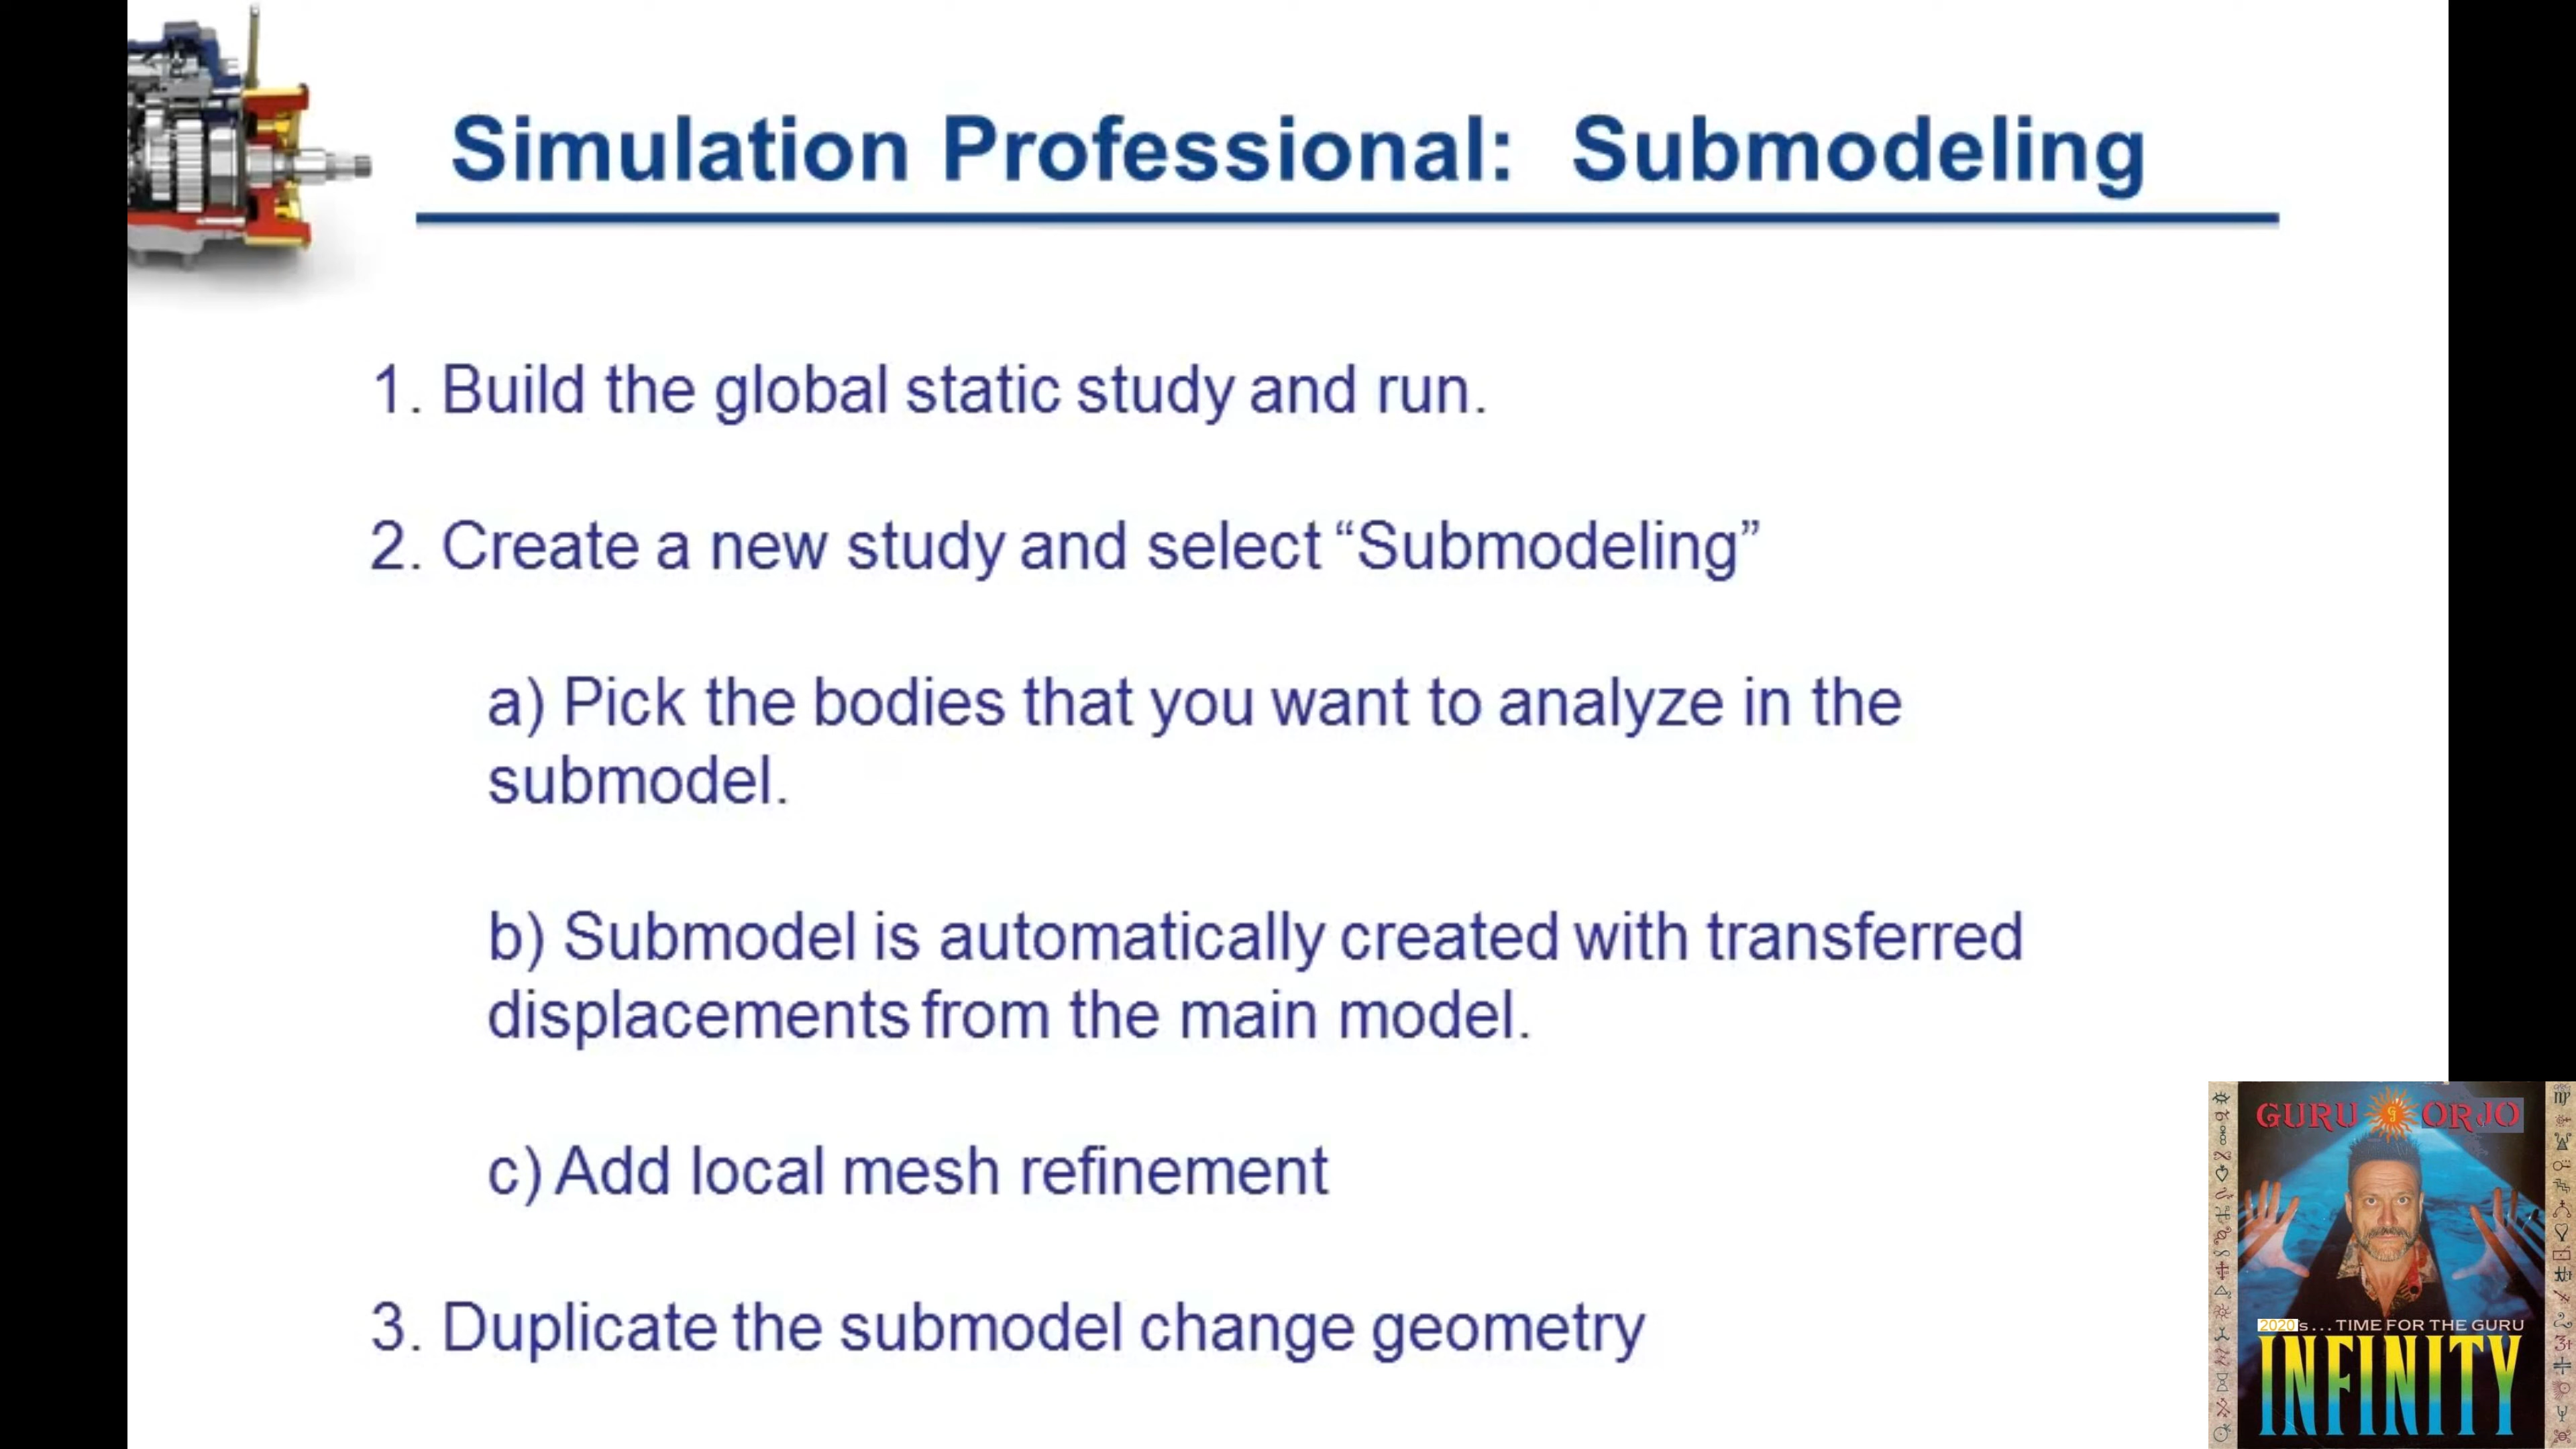 Simulation Professional: Submodeling
1. Build the global static study and run.
2. Create a new study and select “Submodeling”
a) Pick the bodies that you want to analyze in the
submodel.
b) Submodel is automatically created with transferred
displacements from the main model.
c) Add local mesh refinement
3. Duplicate the submodel change geometry
GURU ORJO
2020s...TIME FOR THE GURU
INFINITY